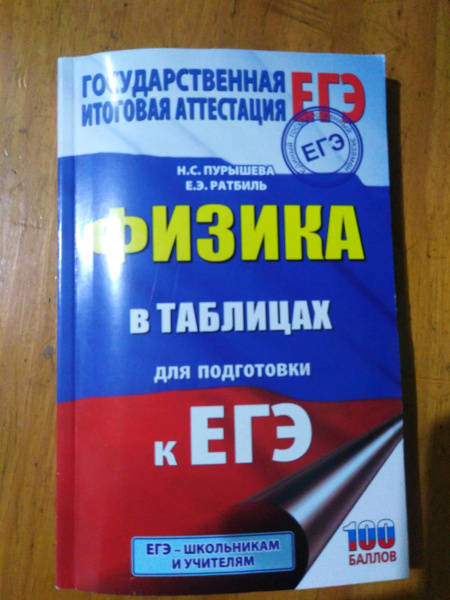 ГОСУДАРСТВЕННАЯ
ИТОГОВАЯ АТТЕСТАЦИЯ
ЕГЭ
ЕГЭ
Н.С. ПУРЫШЕВА
Е.Э. РАТБИЛЬ
ФИЗИКА
В ТАБЛИЦАХ
ДЛЯ ПОДГОТОВКИ
К ЕГЭ
ЕГЭ – ШКОЛЬНИКАМ
И УЧИТЕЛЯМ
100
БАЛЛОВ